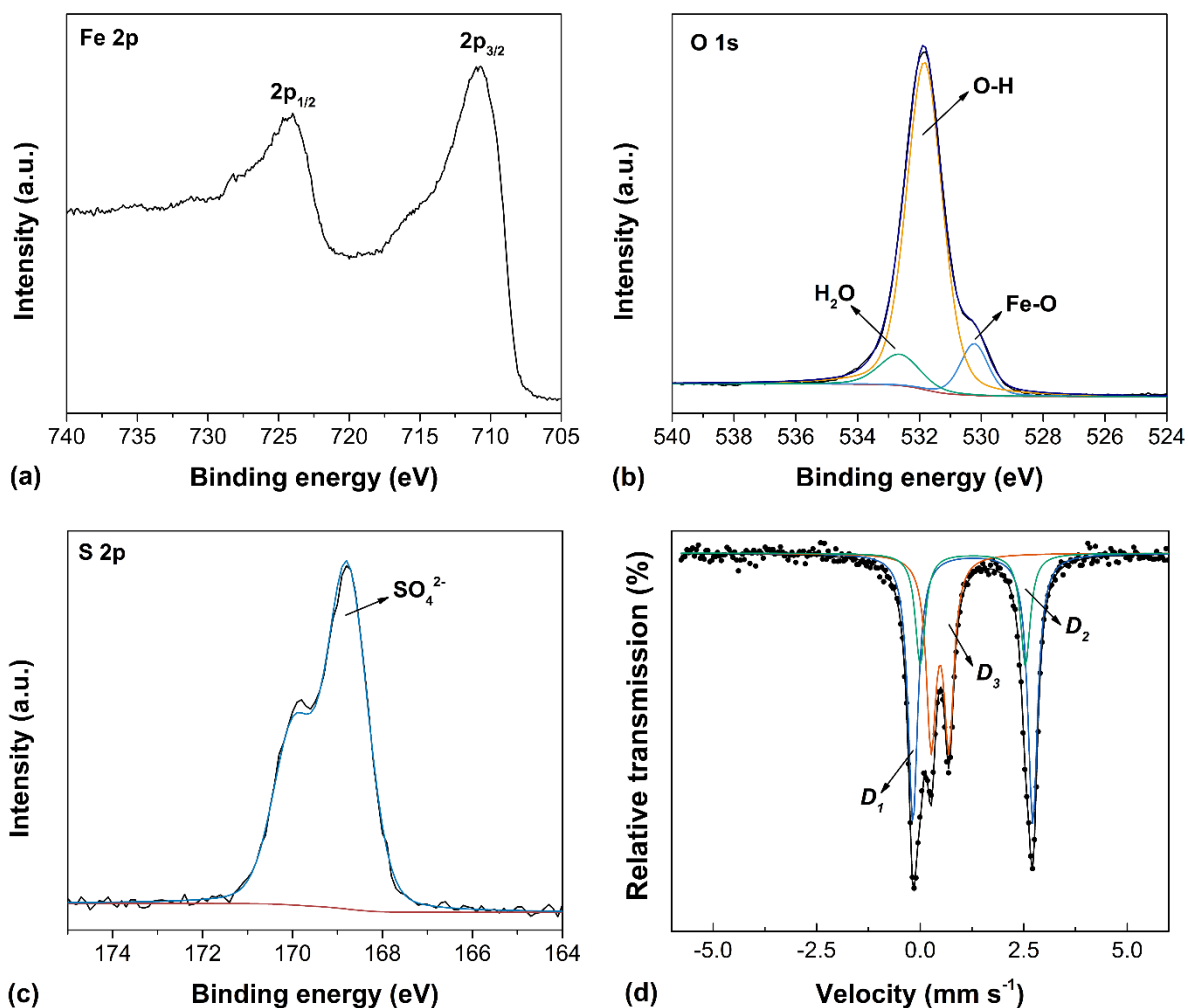 Fe 2p
2p1/2
2p3/2
Intensity (a.u.)
740 735 730 725 720 715 710 705
(a) Binding energy (eV)
O 1s
O-H
H2O
Fe-O
Intensity (a.u.)
540 538 536 534 532 530 528 526 524
(b) Binding energy (eV)
S 2p
SO4 2-
Intensity (a.u.)
174 172 170 168 166 164
(c) Binding energy (eV)
D1
D2
D3
Relative transmission (%)
-5.0 -2.5 0.0 2.5 5.0
(d) Velocity (mm s-1)